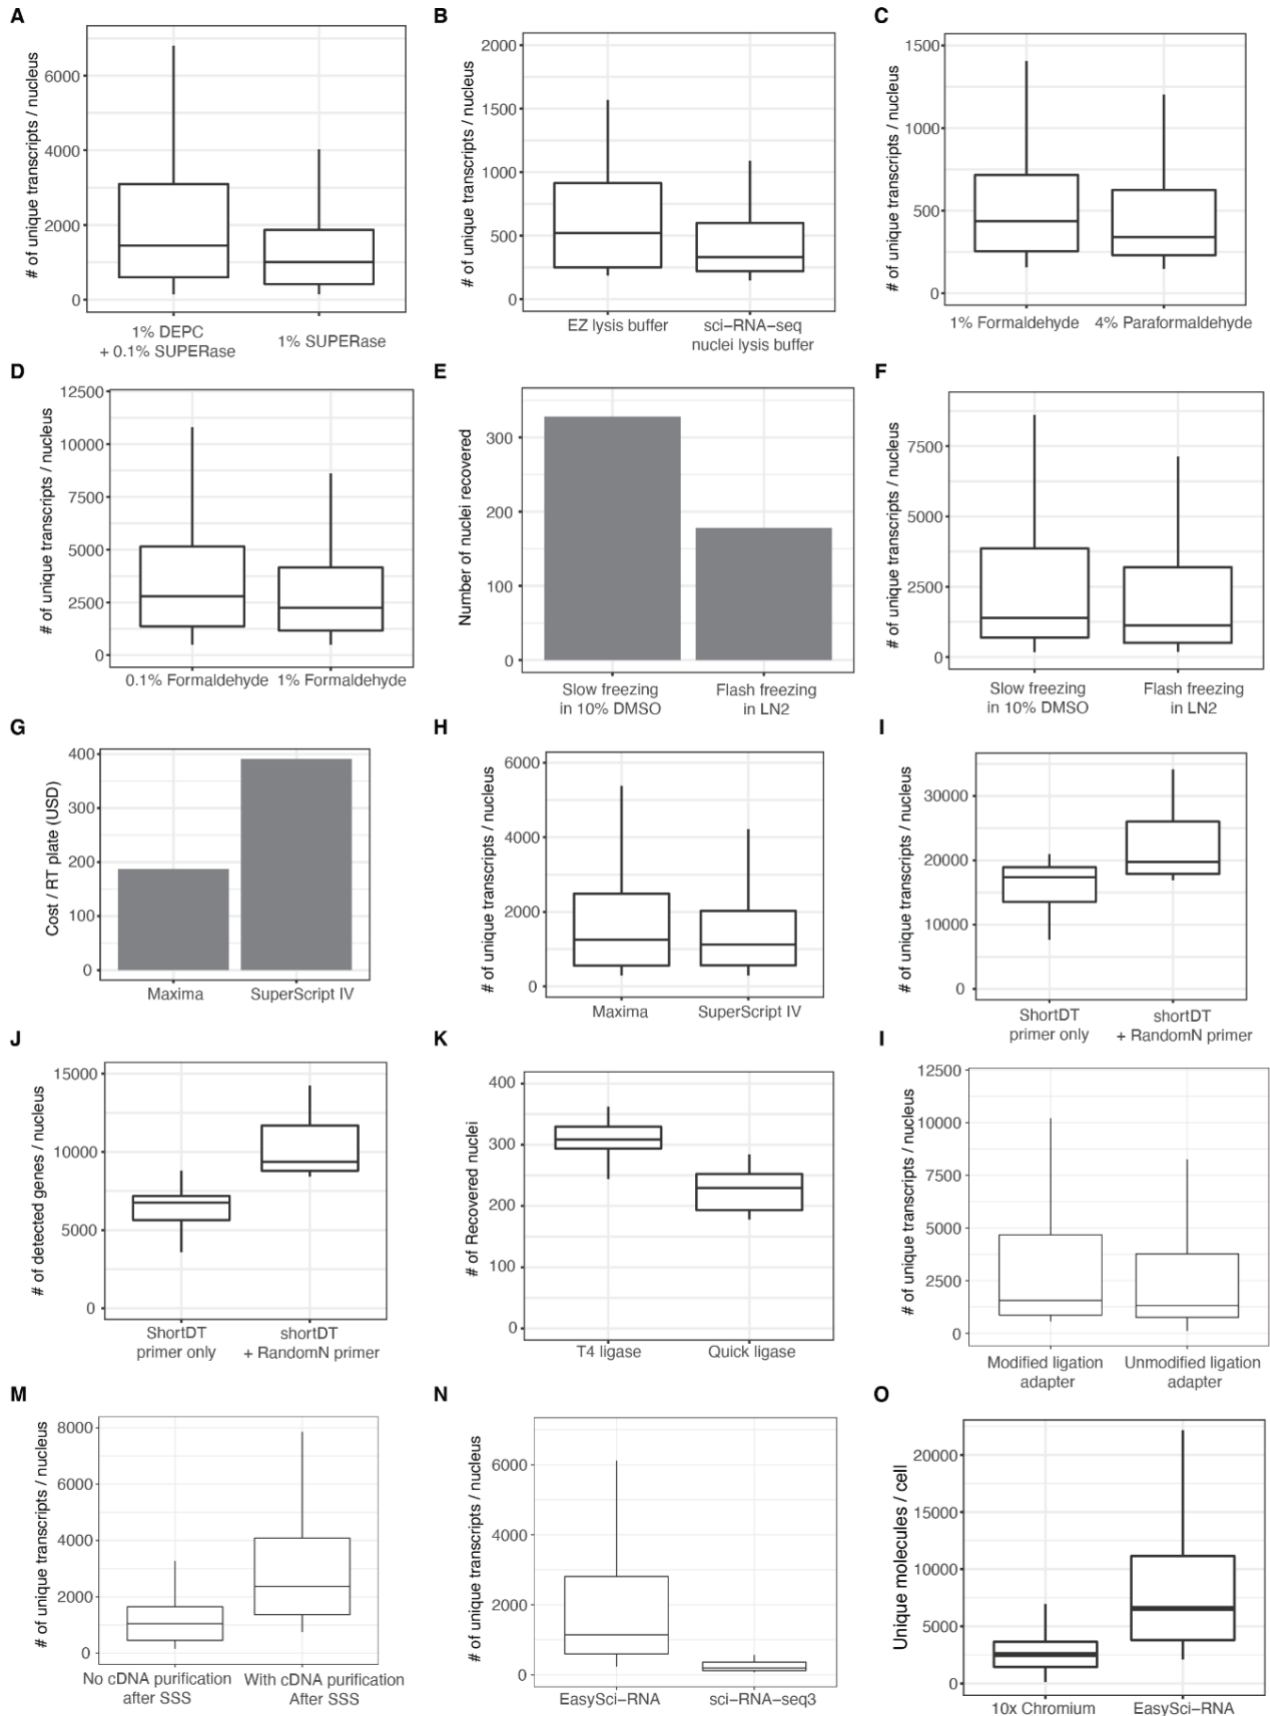 A
# of unique transcripts / nucleus
6000
4000
2000
0
1% DEPC
+ 0.1% SUPERase
1% SUPERase
B
# of unique transcripts / nucleus
2000
1500
1000
500
0
EZ lysis buffer
sci-RNA-seq
nuclei lysis buffer
C
# of unique transcripts / nucleus
1500
1000
500
0
1% Formaldehyde
4% Paraformaldehyde
D
# of unique transcripts / nucleus
12500
10000
7500
5000
2500
0
0.1% Formaldehyde
1% Formaldehyde
E
Number of nuclei recovered
300
200
100
0
Slow freezing
in 10% DMSO
Flash freezing
in LN2
F
# of unique transcripts / nucleus
7500
5000
2500
0
Slow freezing
in 10% DMSO
Flash freezing
in LN2
G
Cost / RT plate (USD)
400
300
200
100
0
Maxima
SuperScript IV
H
# of unique transcripts / nucleus
6000
4000
2000
0
Maxima
SuperScript IV
I
# of unique transcripts / nucleus
30000
20000
10000
0
ShortDT
primer only
shortDT
+ RandomN primer
J
# of detected genes / nucleus
15000
10000
5000
0
ShortDT
primer only
shortDT
+ RandomN primer
K
# of Recovered nuclei
400
300
200
100
0
T4 ligase
Quick ligase
I
# of unique transcripts / nucleus
12500
10000
7500
5000
2500
0
Modified ligation
adapter
Unmodified ligation
adapter
M
# of unique transcripts / nucleus
8000
6000
4000
2000
0
No cDNA purification
after SSS
With cDNA purification
After SSS
N
# of unique transcripts / nucleus
6000
4000
2000
0
EasySci-RNA
sci-RNA-seq3
O
Unique molecules / cell
20000
15000
10000
5000
0
10x Chromium
EasySci-RNA